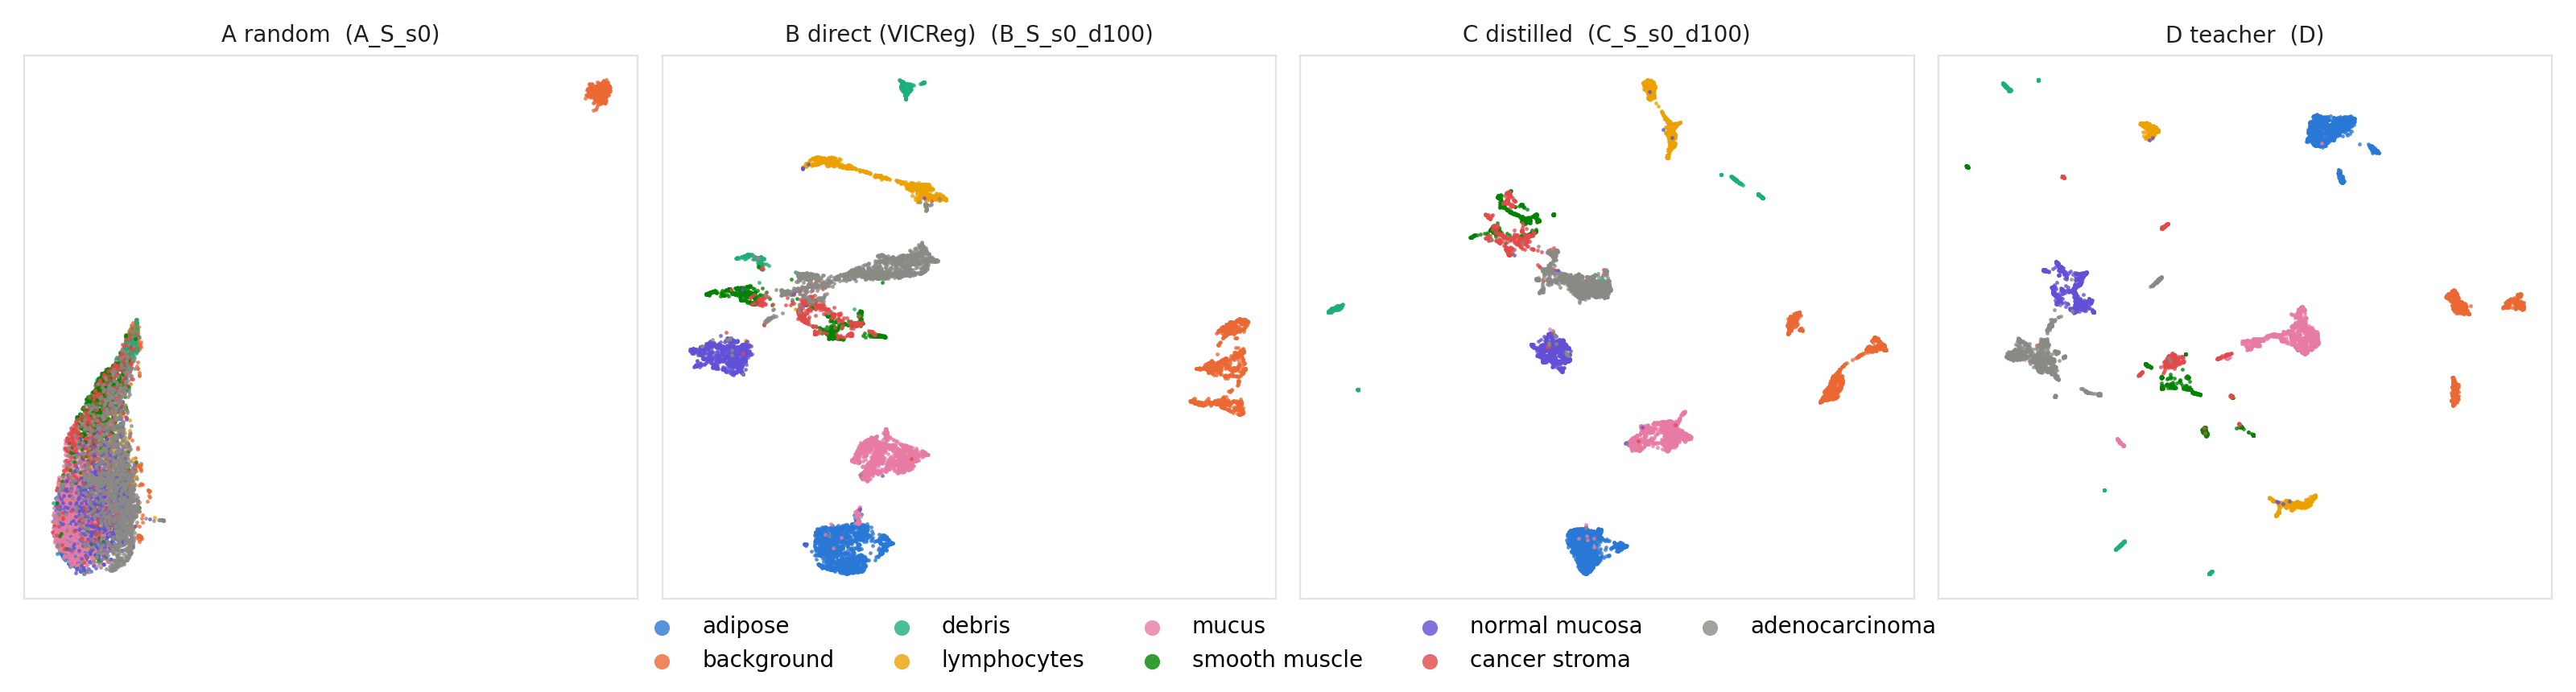 A random (A_S_s0)
B direct (VICReg) (B_S_s0_d100)
C distilled (C_S_s0_d100)
D teacher (D)
adipose debris mucus normal mucosa adenocarcinoma
background lymphocytes smooth muscle cancer stroma